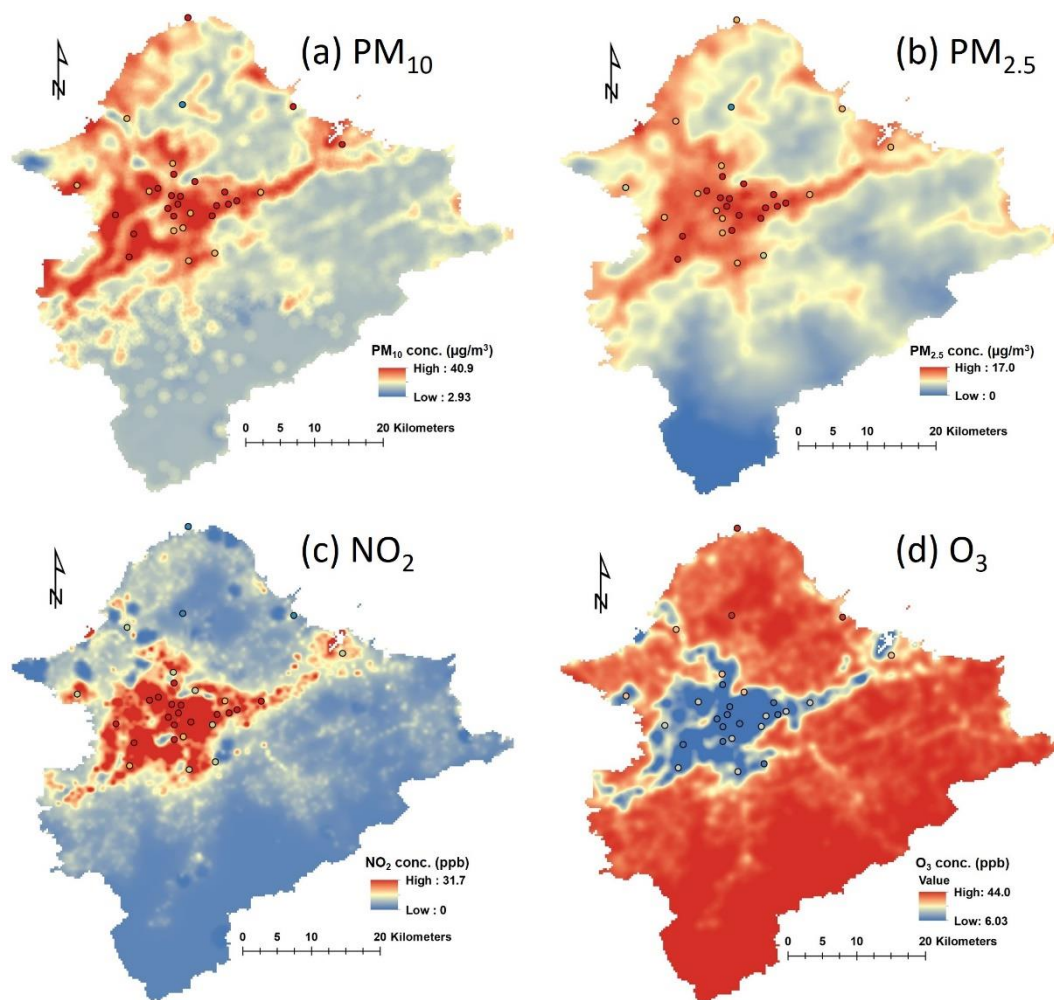 (a) PM₁₀
N
PM₁₀ conc. (µg/m³)
High : 40.9
Low : 2.93
0 5 10 20 Kilometers
(b) PM₂.₅
N
PM₂.₅ conc. (µg/m³)
High : 17.0
Low : 0
0 5 10 20 Kilometers
(c) NO₂
N
NO₂ conc. (ppb)
High : 31.7
Low : 0
0 5 10 20 Kilometers
(d) O₃
N
O₃ conc. (ppb)
Value
High: 44.0
Low: 6.03
0 5 10 20 Kilometers